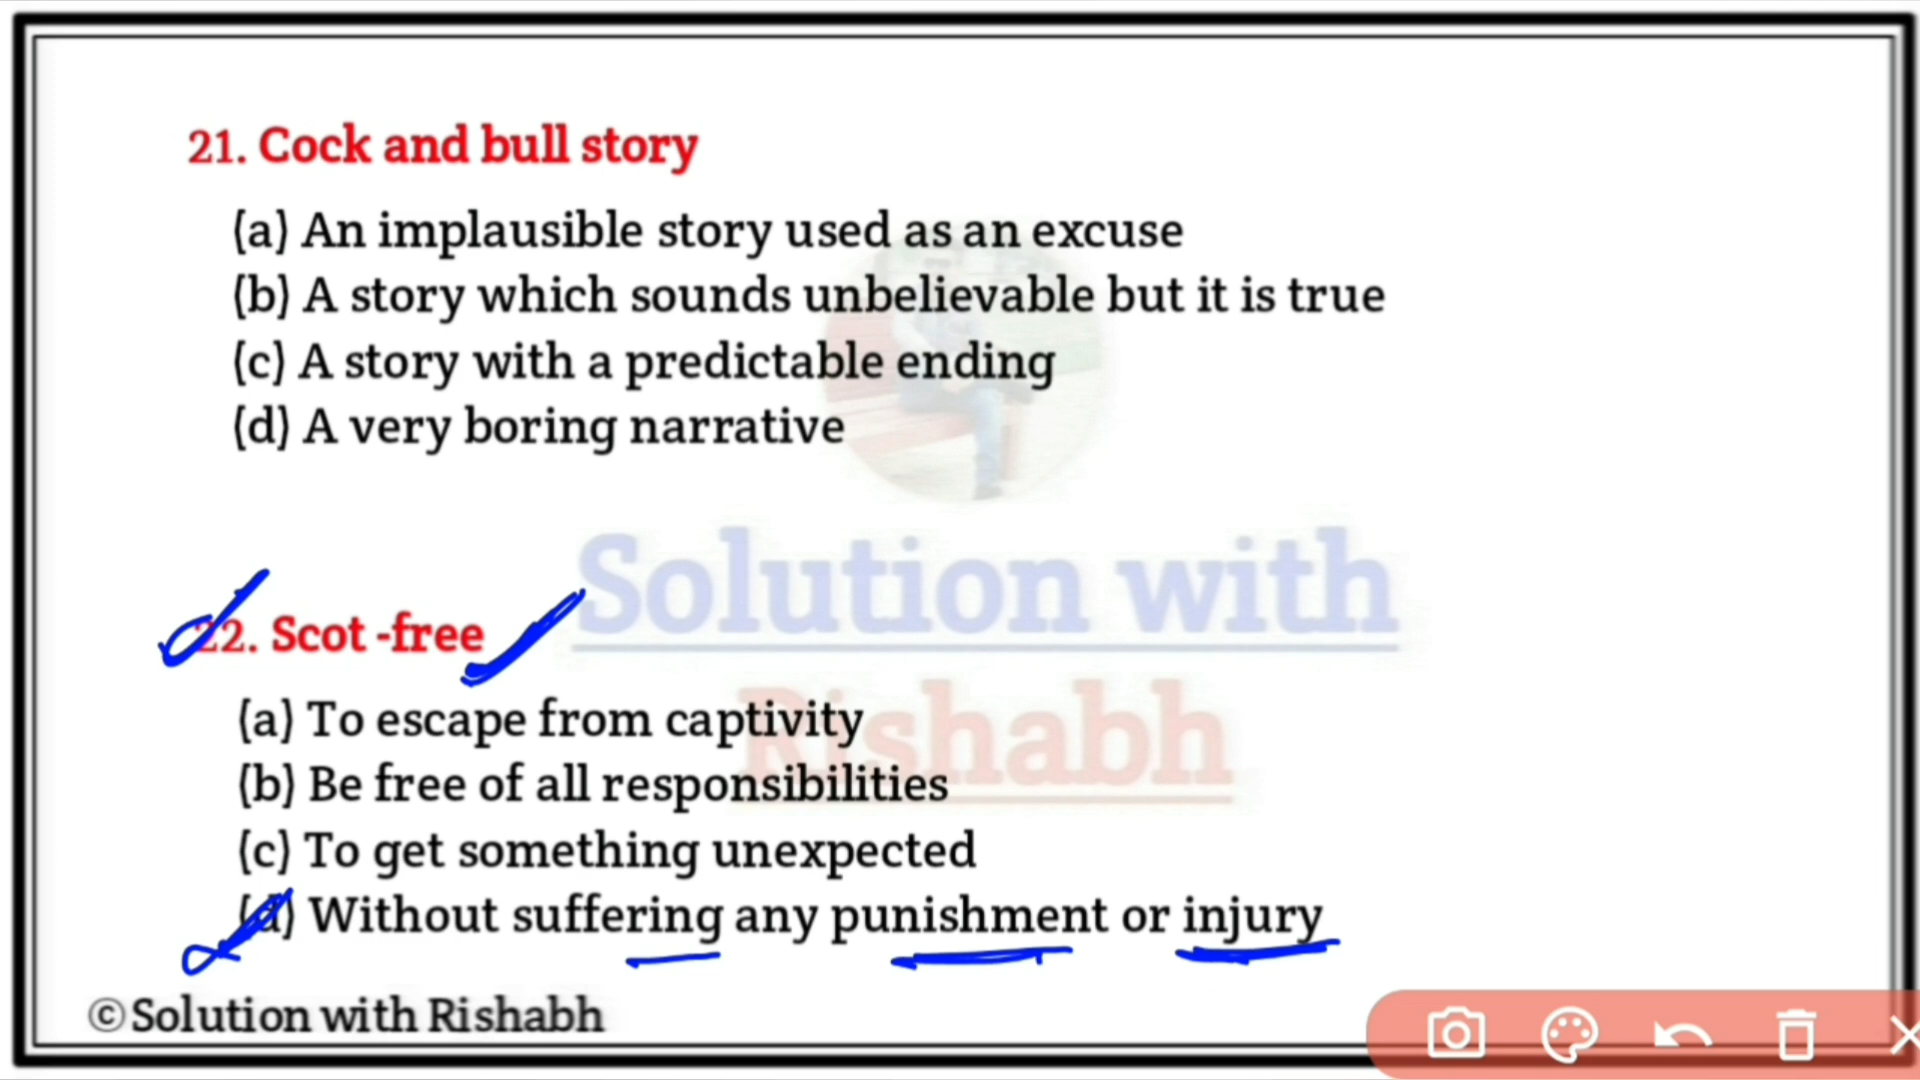 21. Cock and bull story
(a) An implausible story used as an excuse
(b) A story which sounds unbelievable but it is true
(c) A story with a predictable ending
(d) A very boring narrative
Solution with
22. Scot -free
Rishabh
(a) To escape from captivity
(b) Be free of all responsibilities
(c) To get something unexpected
(d) Without suffering any punishment or injury
©Solution with Rishabh